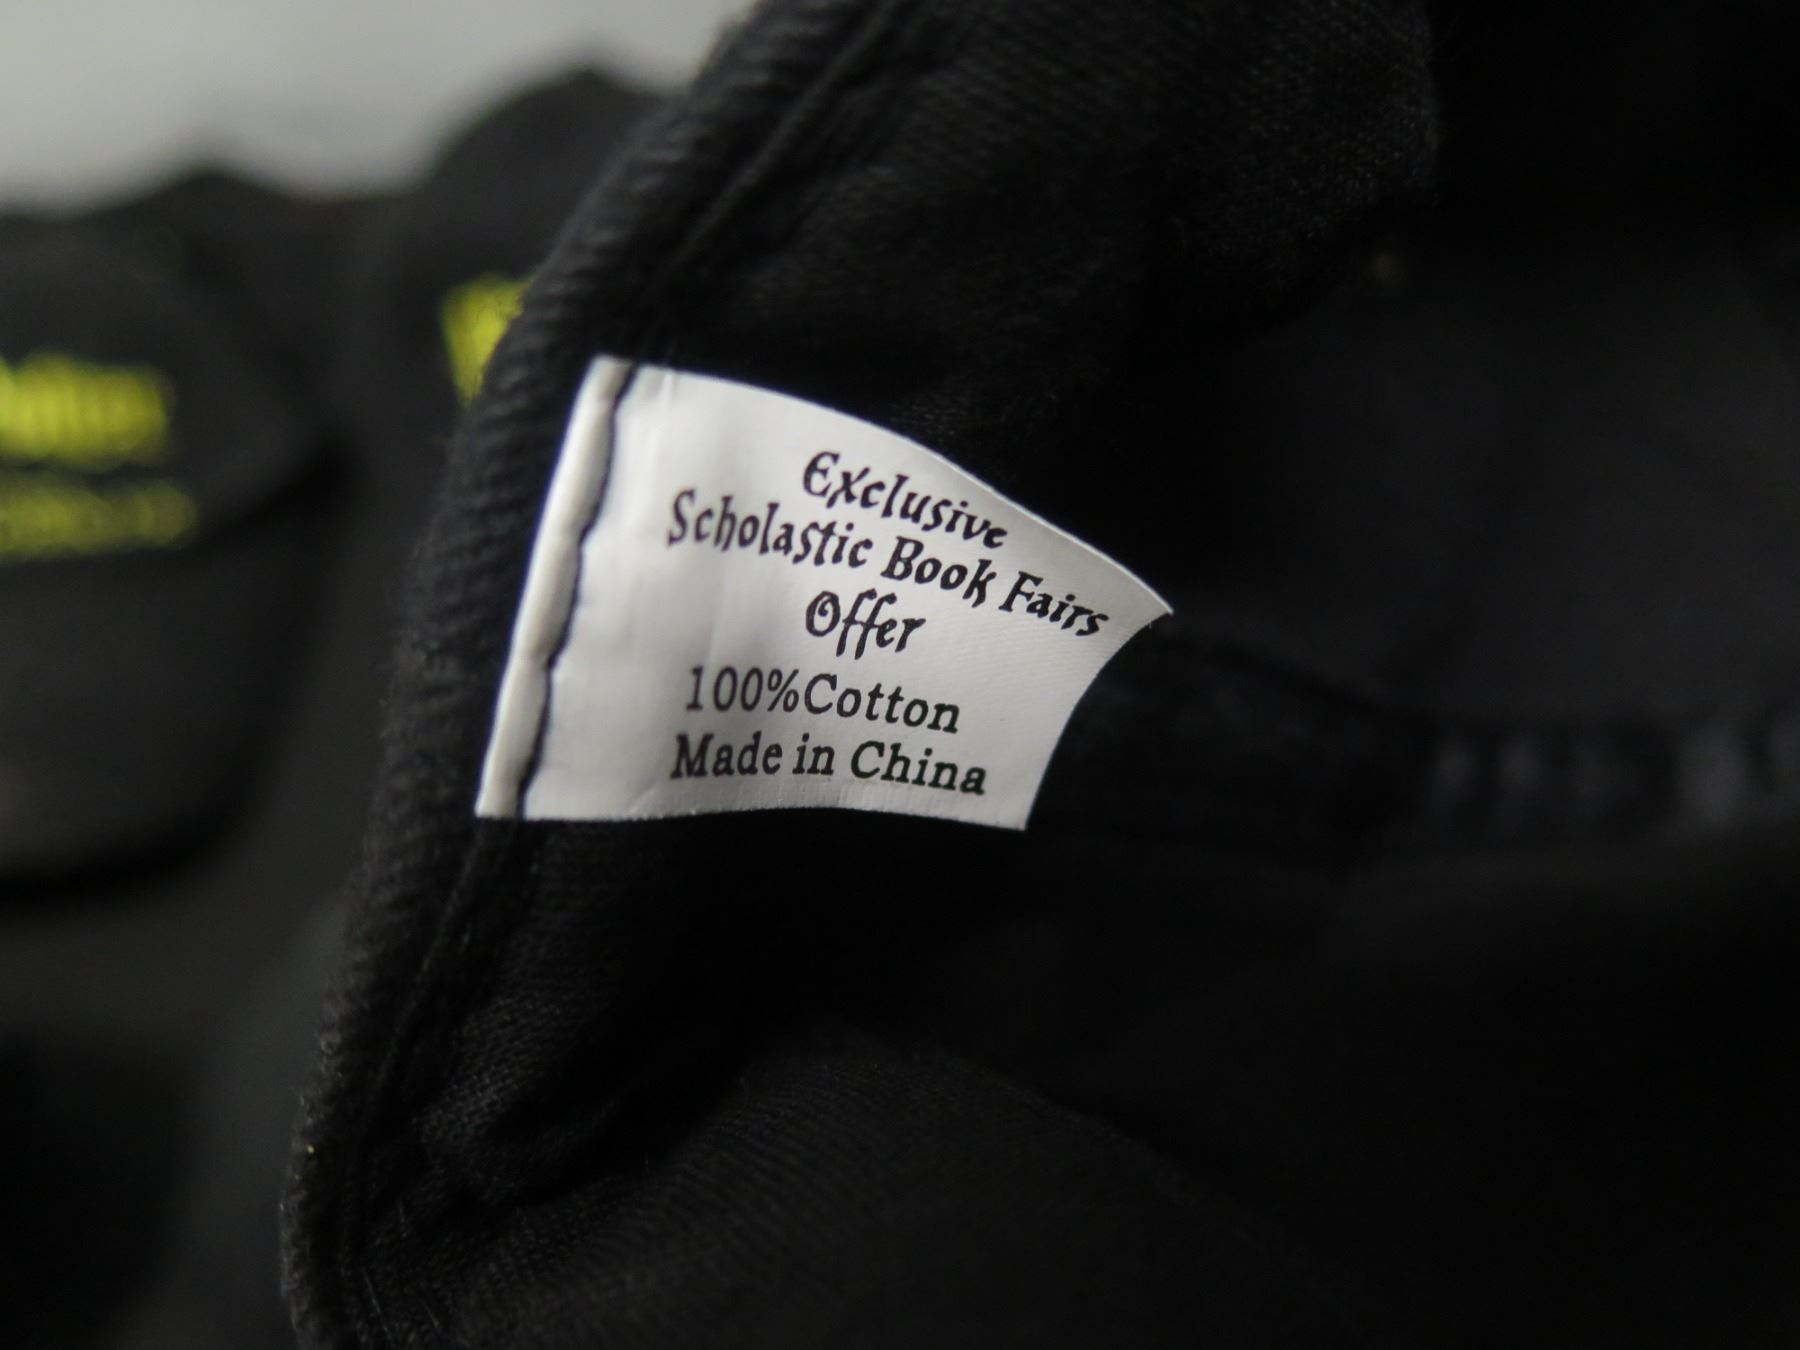 Exclusive
Scholastic Book Fairs
Offer
100%Cotton
Made in China